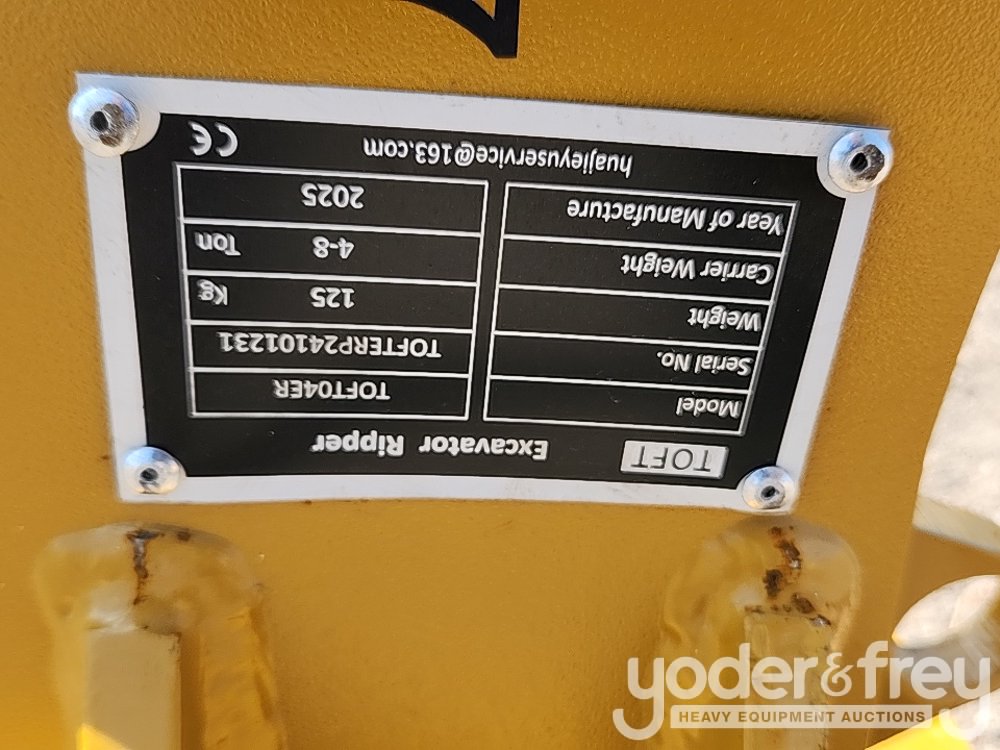 TOFT Excavator Ripper
Model TOFT04ER
Serial No. TOFTERP24101231
Weight 125 Kg
Carrier Weight 4-8 Ton
Year of Manufacture 2025
huajieyuservice@163.com CE
yoder&frey
HEAVY EQUIPMENT AUCTIONS